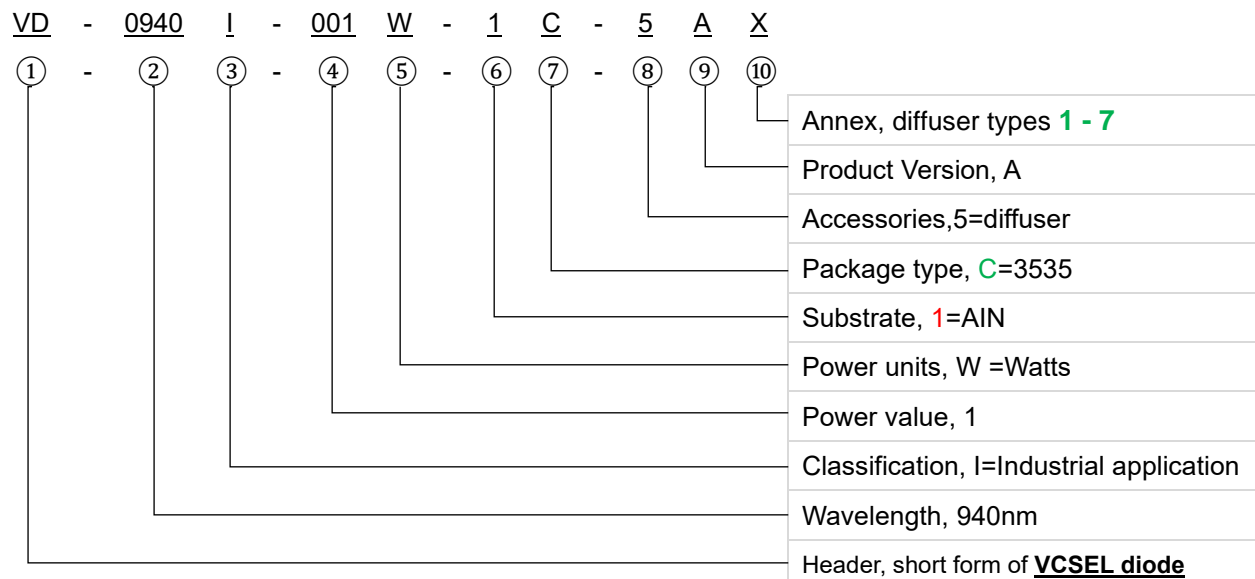 VD - 0940 I - 001 W - 1 C - 5 A X
① - ② ③ - ④ ⑤ - ⑥ ⑦ - ⑧ ⑨ ⑩
Annex, diffuser types 1 - 7
Product Version, A
Accessories,5=diffuser
Package type, C=3535
Substrate, 1=AIN
Power units, W =Watts
Power value, 1
Classification, I=Industrial application
Wavelength, 940nm
Header, short form of VCSEL diode